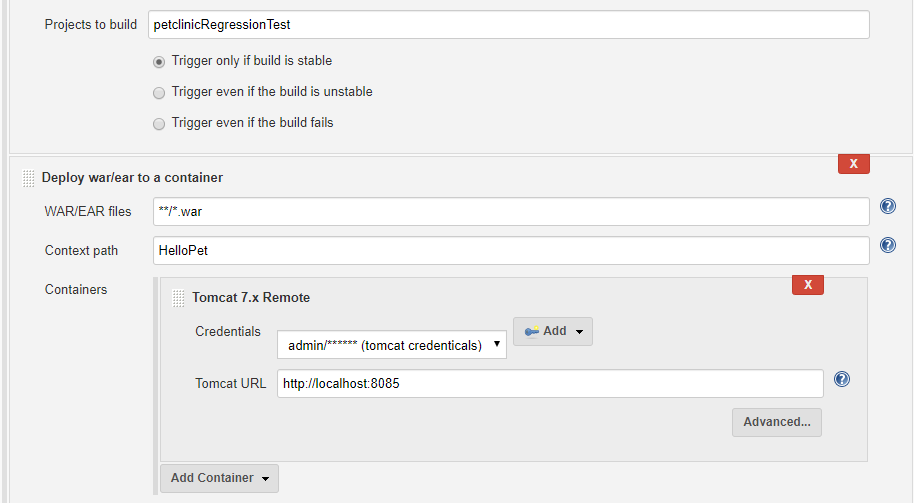 Projects to build petclinicRegressionTest
Trigger only if build is stable
Trigger even if the build is unstable
Trigger even if the build fails
X
Deploy war/ear to a container
WAR/EAR files **/*.war ?
Context path HelloPet ?
Containers
X
Tomcat 7.x Remote
Credentials admin/****** (tomcat credenticals) Add
Tomcat URL http://localhost:8085 ?
Advanced...
Add Container